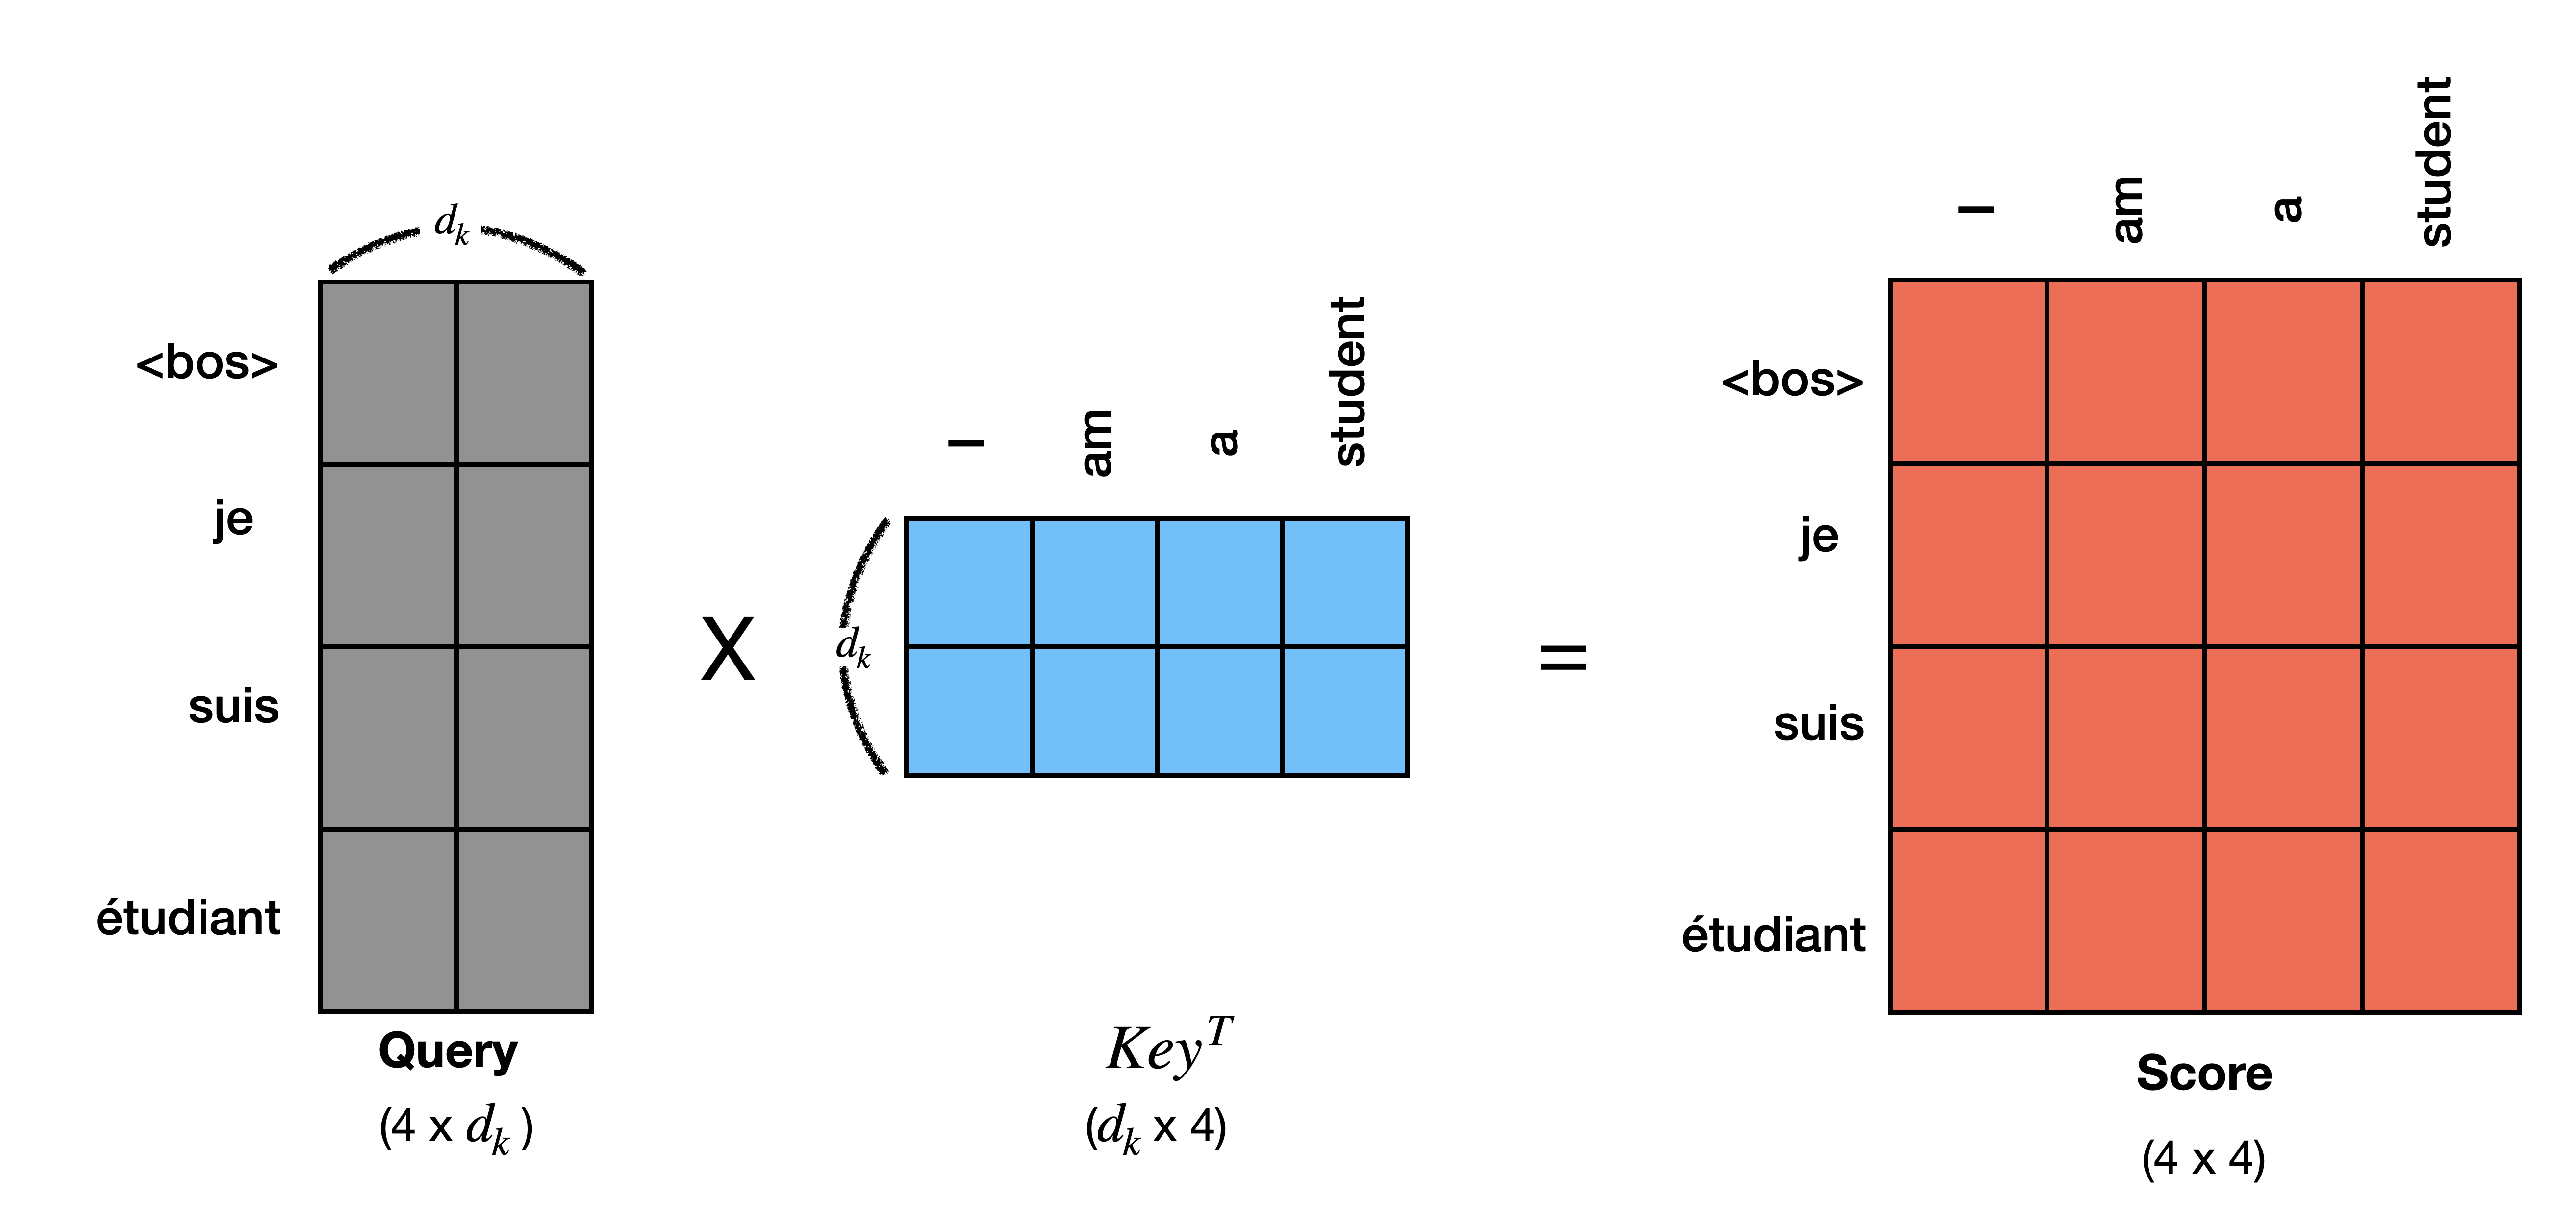 d_k
<bos>
je
suis
étudiant
Query
(4 x d_k )
X
d_k
I
am
a
student
Key^T
(d_k x 4)
=
I
am
a
student
<bos>
je
suis
étudiant
Score
(4 x 4)